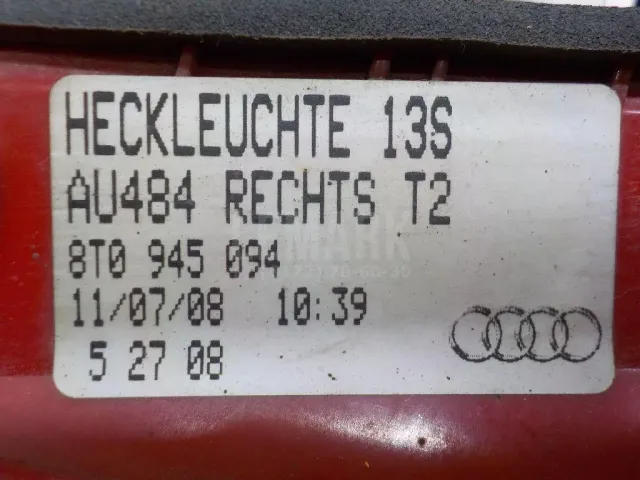 HECKLEUCHTE 13S
AU484 RECHTS T2
8T0 945 094
11/07/08 10:39
5 27 08